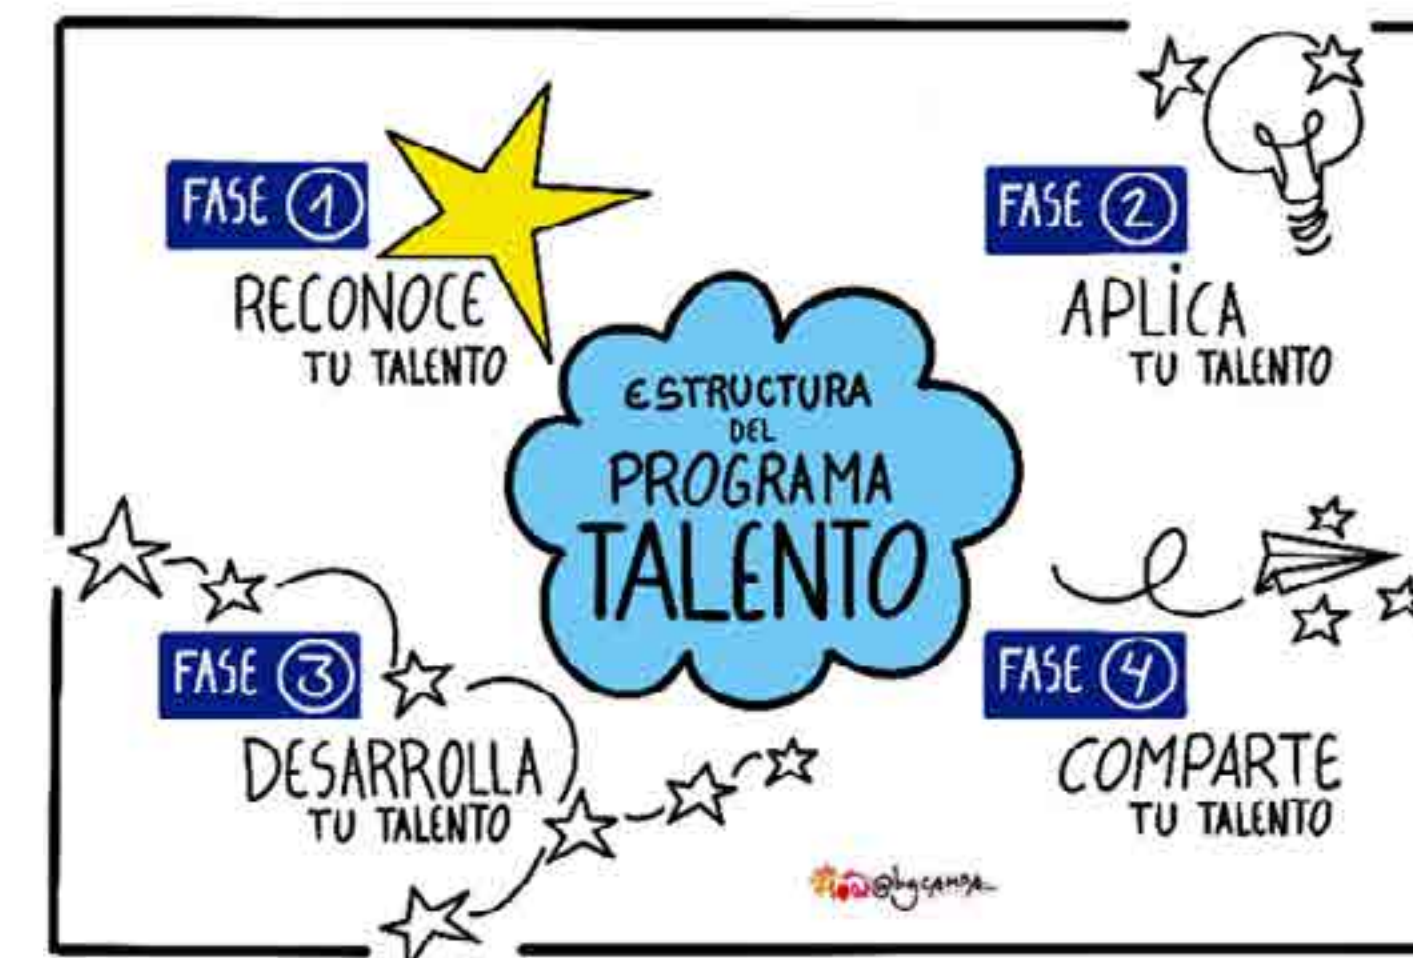 FASE 1
RECONOCE
TU TALENTO
FASE 2
APLICA
TU TALENTO
ESTRUCTURA
DEL
PROGRAMA
TALENTO
FASE 3
DESARROLLA
TU TALENTO
FASE 4
COMPARTE
TU TALENTO